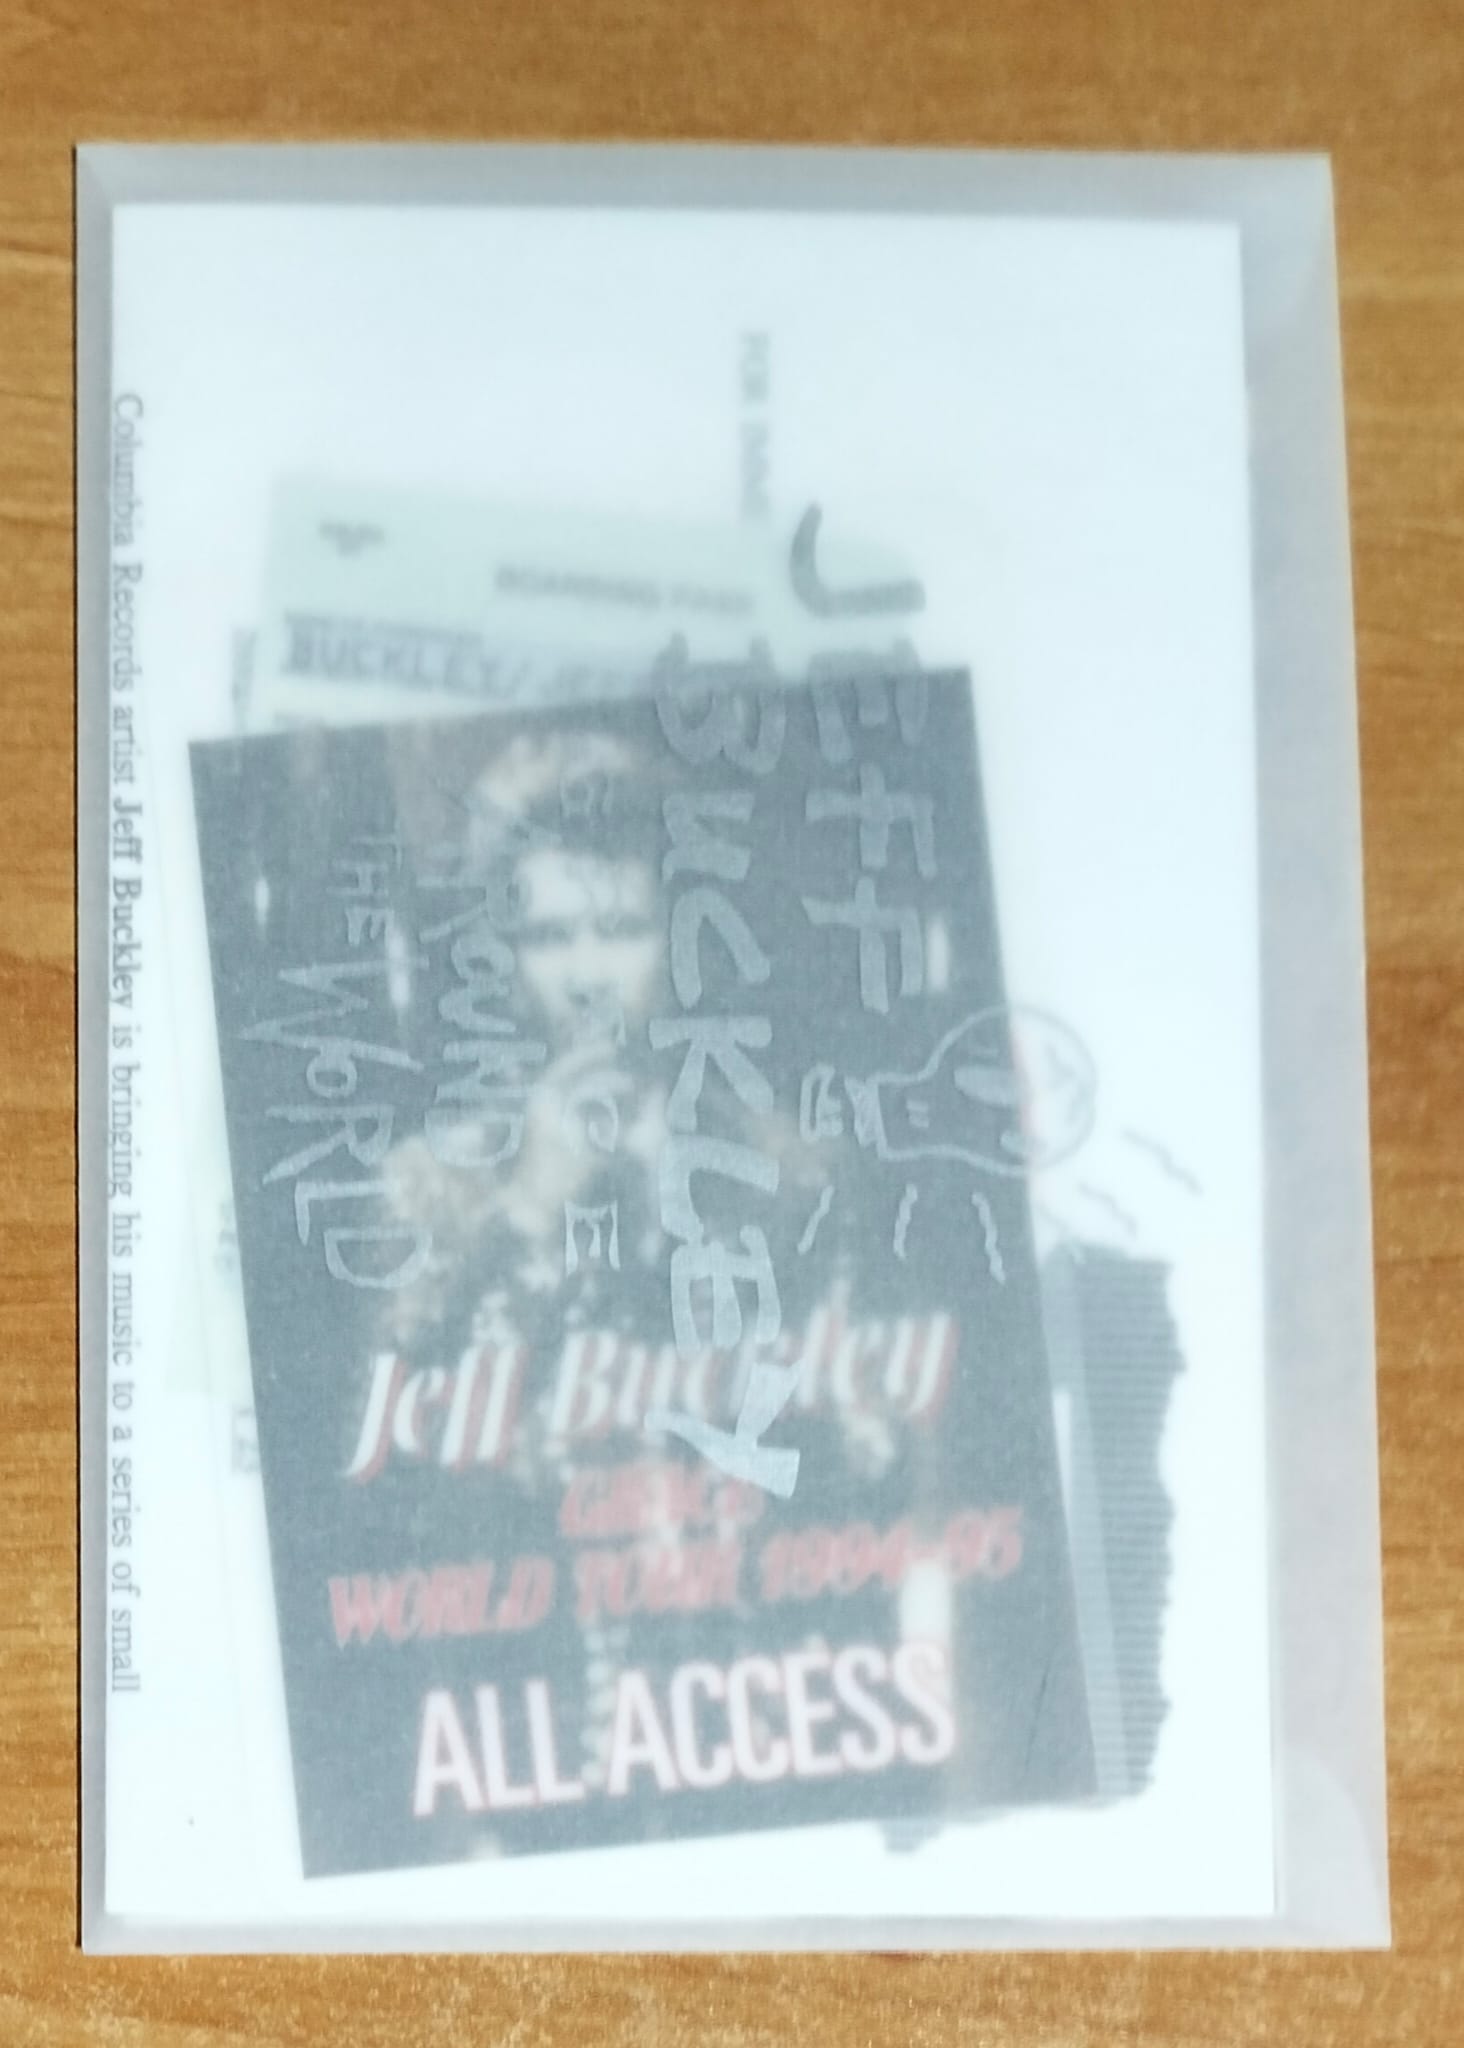 Columbia Records artist Jeff Buckley is bringing his music to a series of small
BOARDING PASS
BUCKLEY/
JEFF
BUCKLEY
GRACE
AROUND
THE WORLD
Jeff Buckley
WORLD TOUR 1994-95
ALL ACCESS